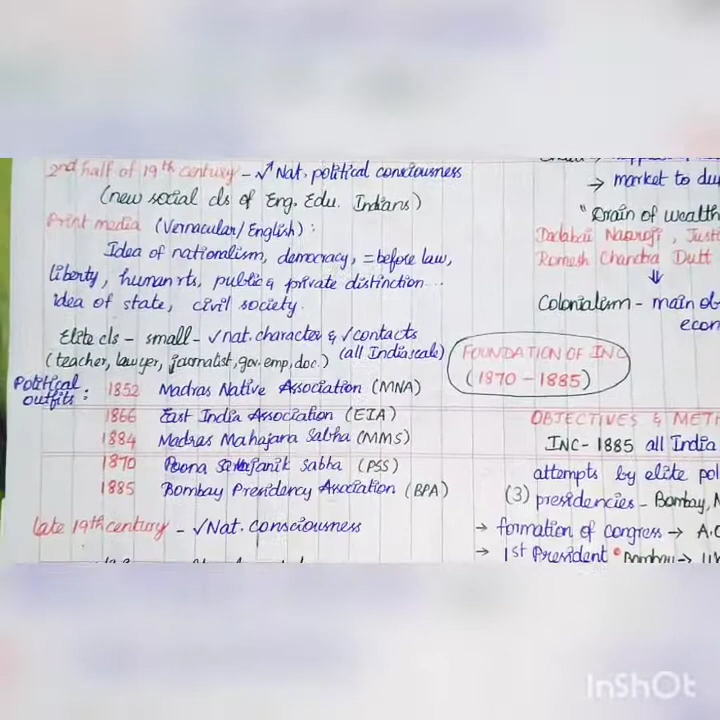 2nd half of 19th century - ✓ Nat. political consciousness
(new social cls of Eng. Edu. Indians)
Print media (Vernacular/English):
Idea of nationalism, democracy, = before law,
liberty, human rts, public & private distinction...
idea of state, civil society.
Elite cls - small - ✓ nat. character & ✓ contacts
(teacher, lawyer, journalist, gov. emp, doc.) (all India scale)
Political outfits: 1852 Madras Native Association (MNA)
1866 East India Association (EIA)
1884 Madras Mahajara Sabha (MMS)
1870 Poona Sarvajanik Sabha (PSS)
1885 Bombay Presidency Association (BPA)
late 19th century - ✓ Nat. Consciousness
→ market to du
"Drain of wealth
Dadabai Naproji, Justi
Romesh Chandra Dutt
↓
Colonialism - main ob
econ
FOUNDATION OF INC
(1870 - 1885)
OBJECTIVES & METH
INC- 1885 all India
attempts by elite pol
(3) presidencies - Bombay, M
→ formation of congress → A.O
→ 1st President Bombay →
InShOt